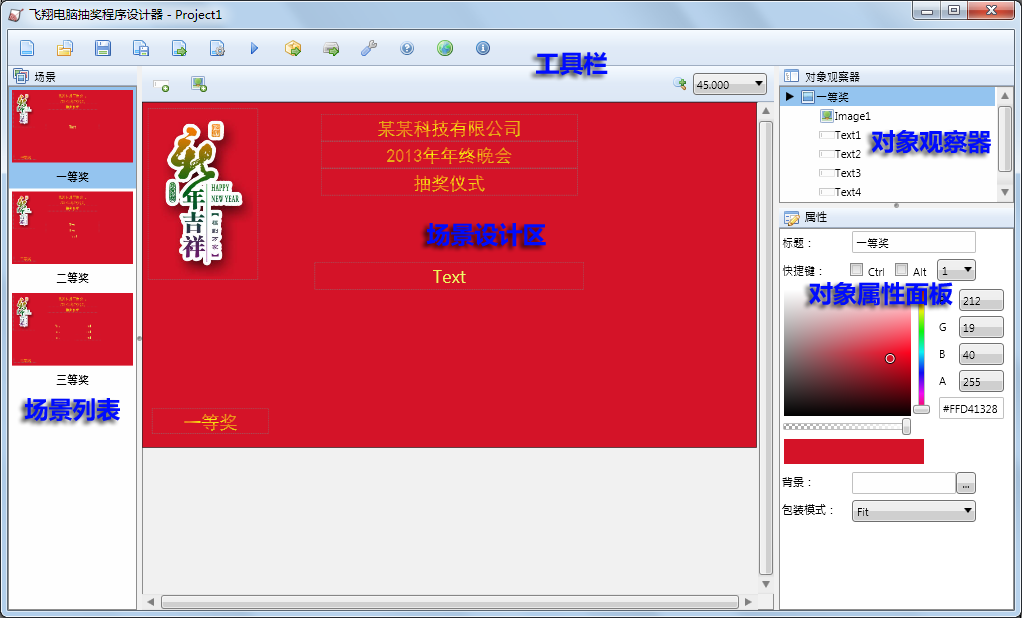 飞翔电脑抽奖程序设计器 - Project1
工具栏
场景
45.000
对象观察器
一等奖
Image1
Text1
Text2
Text3
Text4
对象观察器
一等奖
二等奖
三等奖
场景列表
某某科技有限公司
2013年年终晚会
抽奖仪式
HAPPY
NEW YEAR
新年吉祥
场景设计区
Text
一等奖
属性
标题：
一等奖
快捷键：
Ctrl
Alt
1
对象属性面板
212
G
19
B
40
A
255
#FFD41328
背景：
...
包装模式：
Fit